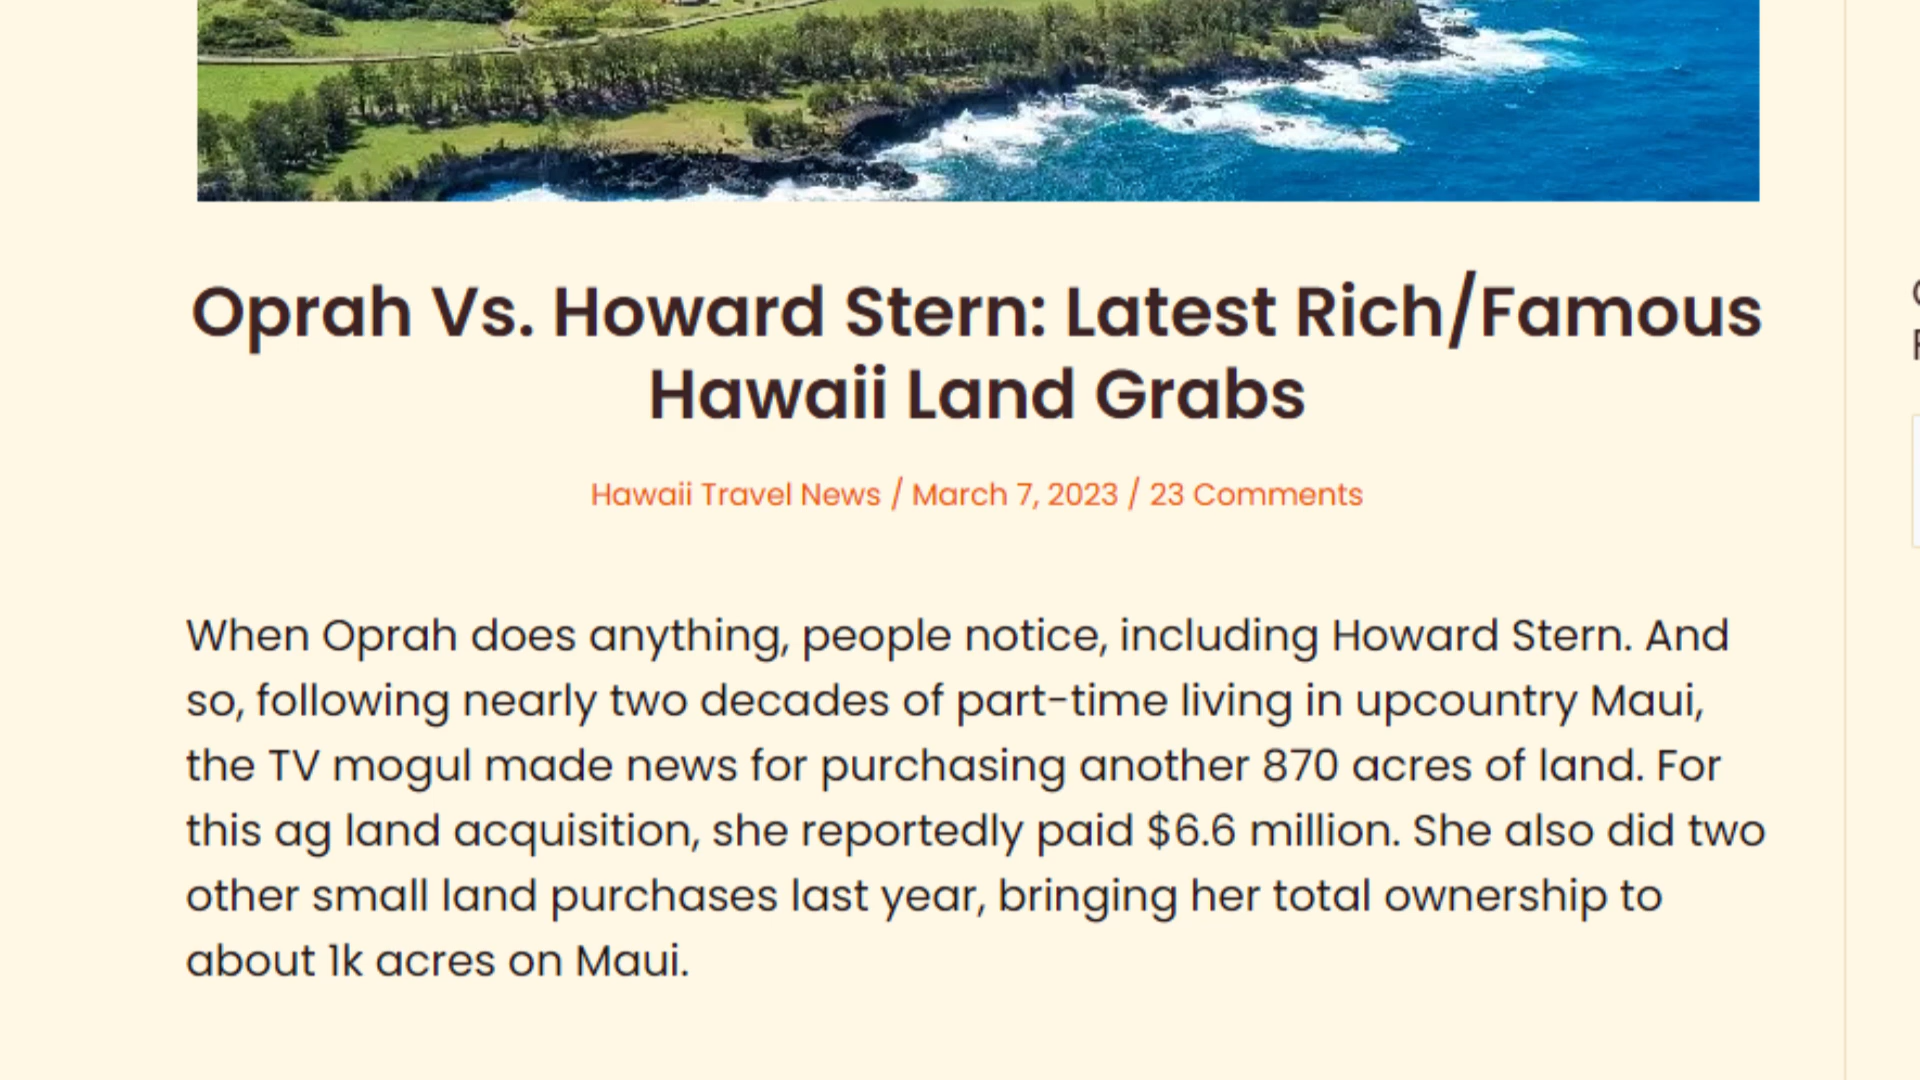 Oprah Vs. Howard Stern: Latest Rich/Famous
Hawaii Land Grabs
Hawaii Travel News / March 7, 2023 / 23 Comments
When Oprah does anything, people notice, including Howard Stern. And
so, following nearly two decades of part-time living in upcountry Maui,
the TV mogul made news for purchasing another 870 acres of land. For
this ag land acquisition, she reportedly paid $6.6 million. She also did two
other small land purchases last year, bringing her total ownership to
about 1k acres on Maui.